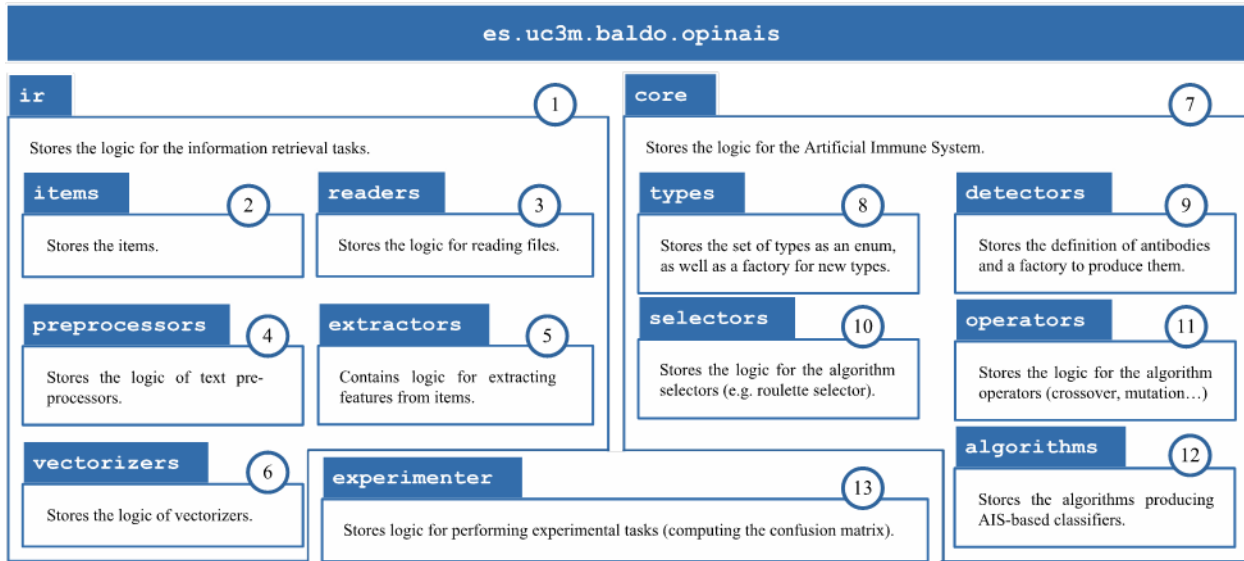 es.uc3m.baldo.opinais
ir
1
Stores the logic for the information retrieval tasks.
items
2
Stores the items.
readers
3
Stores the logic for reading files.
preprocessors
4
Stores the logic of text pre-
processors.
extractors
5
Contains logic for extracting
features from items.
vectorizers
6
Stores the logic of vectorizers.
core
7
Stores the logic for the Artificial Immune System.
types
8
Stores the set of types as an enum,
as well as a factory for new types.
detectors
9
Stores the definition of antibodies
and a factory to produce them.
selectors
10
Stores the logic for the algorithm
selectors (e.g. roulette selector).
operators
11
Stores the logic for the algorithm
operators (crossover, mutation…)
algorithms
12
Stores the algorithms producing
AIS-based classifiers.
experimenter
13
Stores logic for performing experimental tasks (computing the confusion matrix).